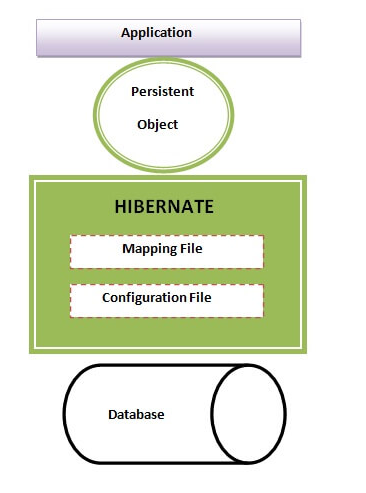 Application
Persistent
Object
HIBERNATE
Mapping File
Configuration File
Database